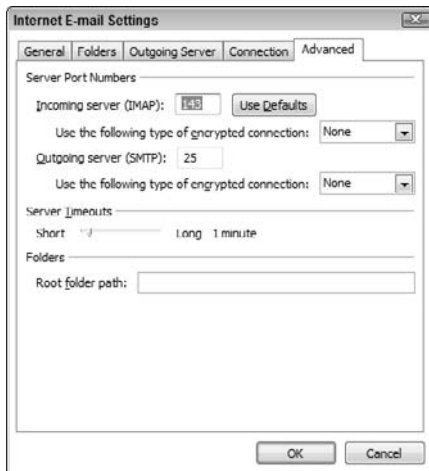 Internet E-mail Settings
General Folders Outgoing Server Connection Advanced
Server Port Numbers
Incoming server (IMAP): 143 Use Defaults
Use the following type of encrypted connection: None
Outgoing server (SMTP): 25
Use the following type of encrypted connection: None
Server Timeouts
Short Long 1 minute
Folders
Root folder path:
OK Cancel